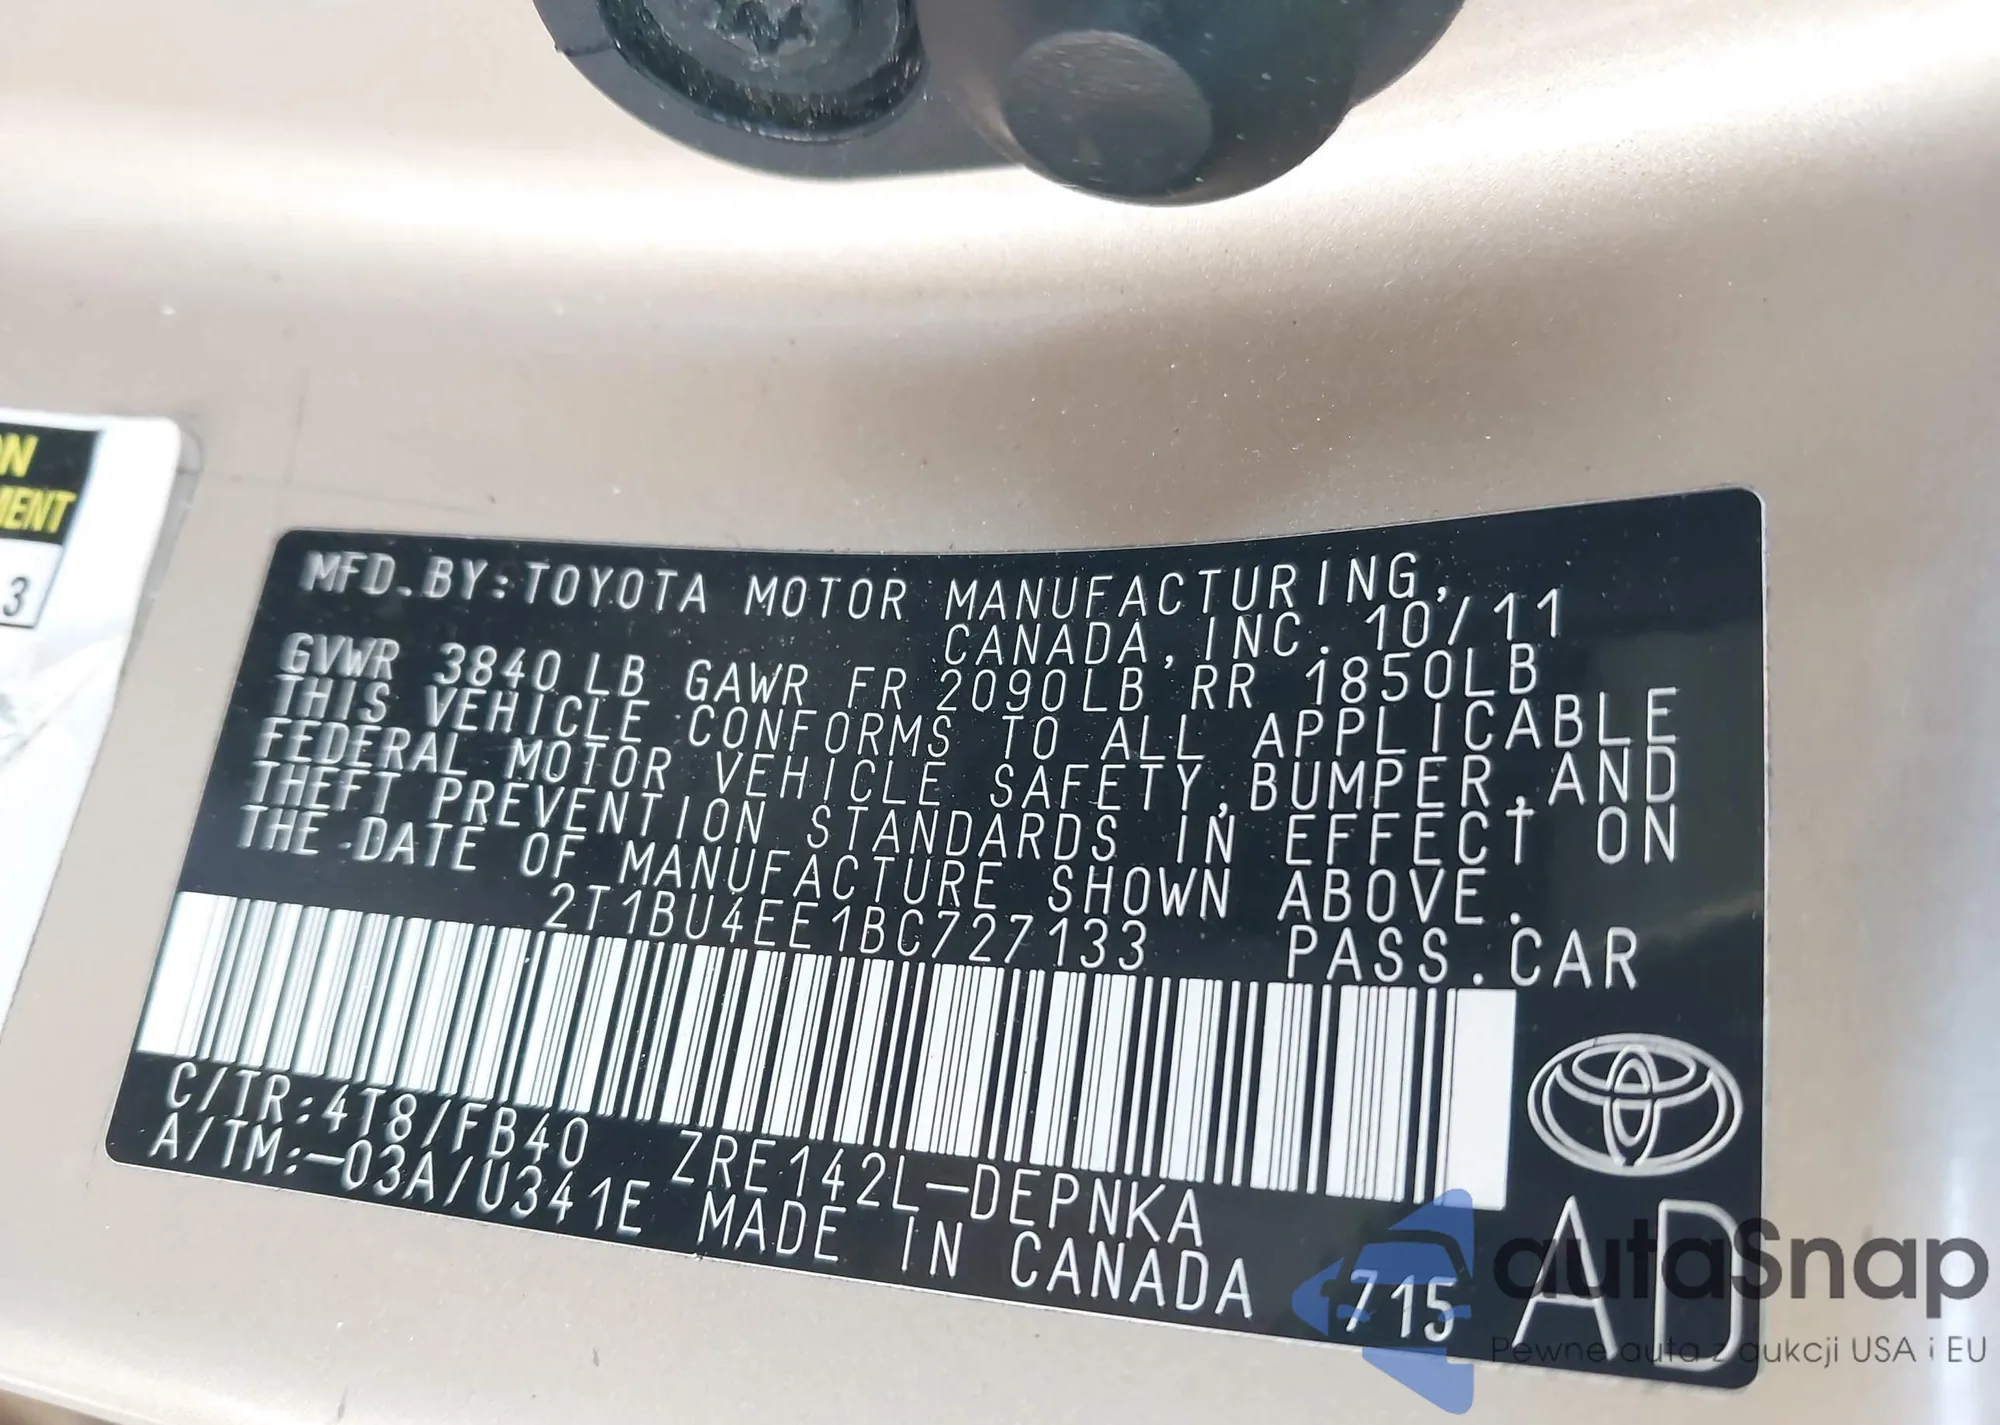 ON
MENT
3
MFD.BY:TOYOTA MOTOR MANUFACTURING,
CANADA,INC. 10/11
GVWR 3840LB GAWR FR 2090LB RR 1850LB
THIS VEHICLE CONFORMS TO ALL APPLICABLE
FEDERAL MOTOR VEHICLE SAFETY,BUMPER,AND
THEFT PREVENTION STANDARDS IN EFFECT ON
THE DATE OF MANUFACTURE SHOWN ABOVE.
2T1BU4EE1BC727133 PASS.CAR
C/TR:4T8/FB40 ZRE142L-DEPNKA
A/TM:-03A/U341E MADE IN CANADA 715 AD
autaSnap
Pewne auta z aukcji USA i EU